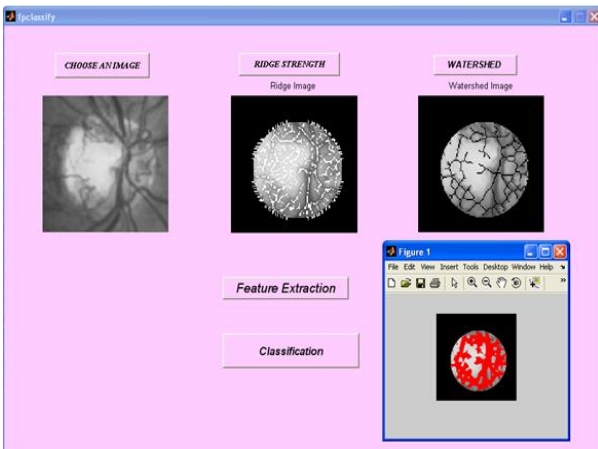 fpclassify
CHOOSE AN IMAGE
RIDGE STRENGTH
WATERSHED
Ridge Image
Watershed Image
Figure 1
File Edit View Insert Tools Desktop Window Help
Feature Extraction
Classification